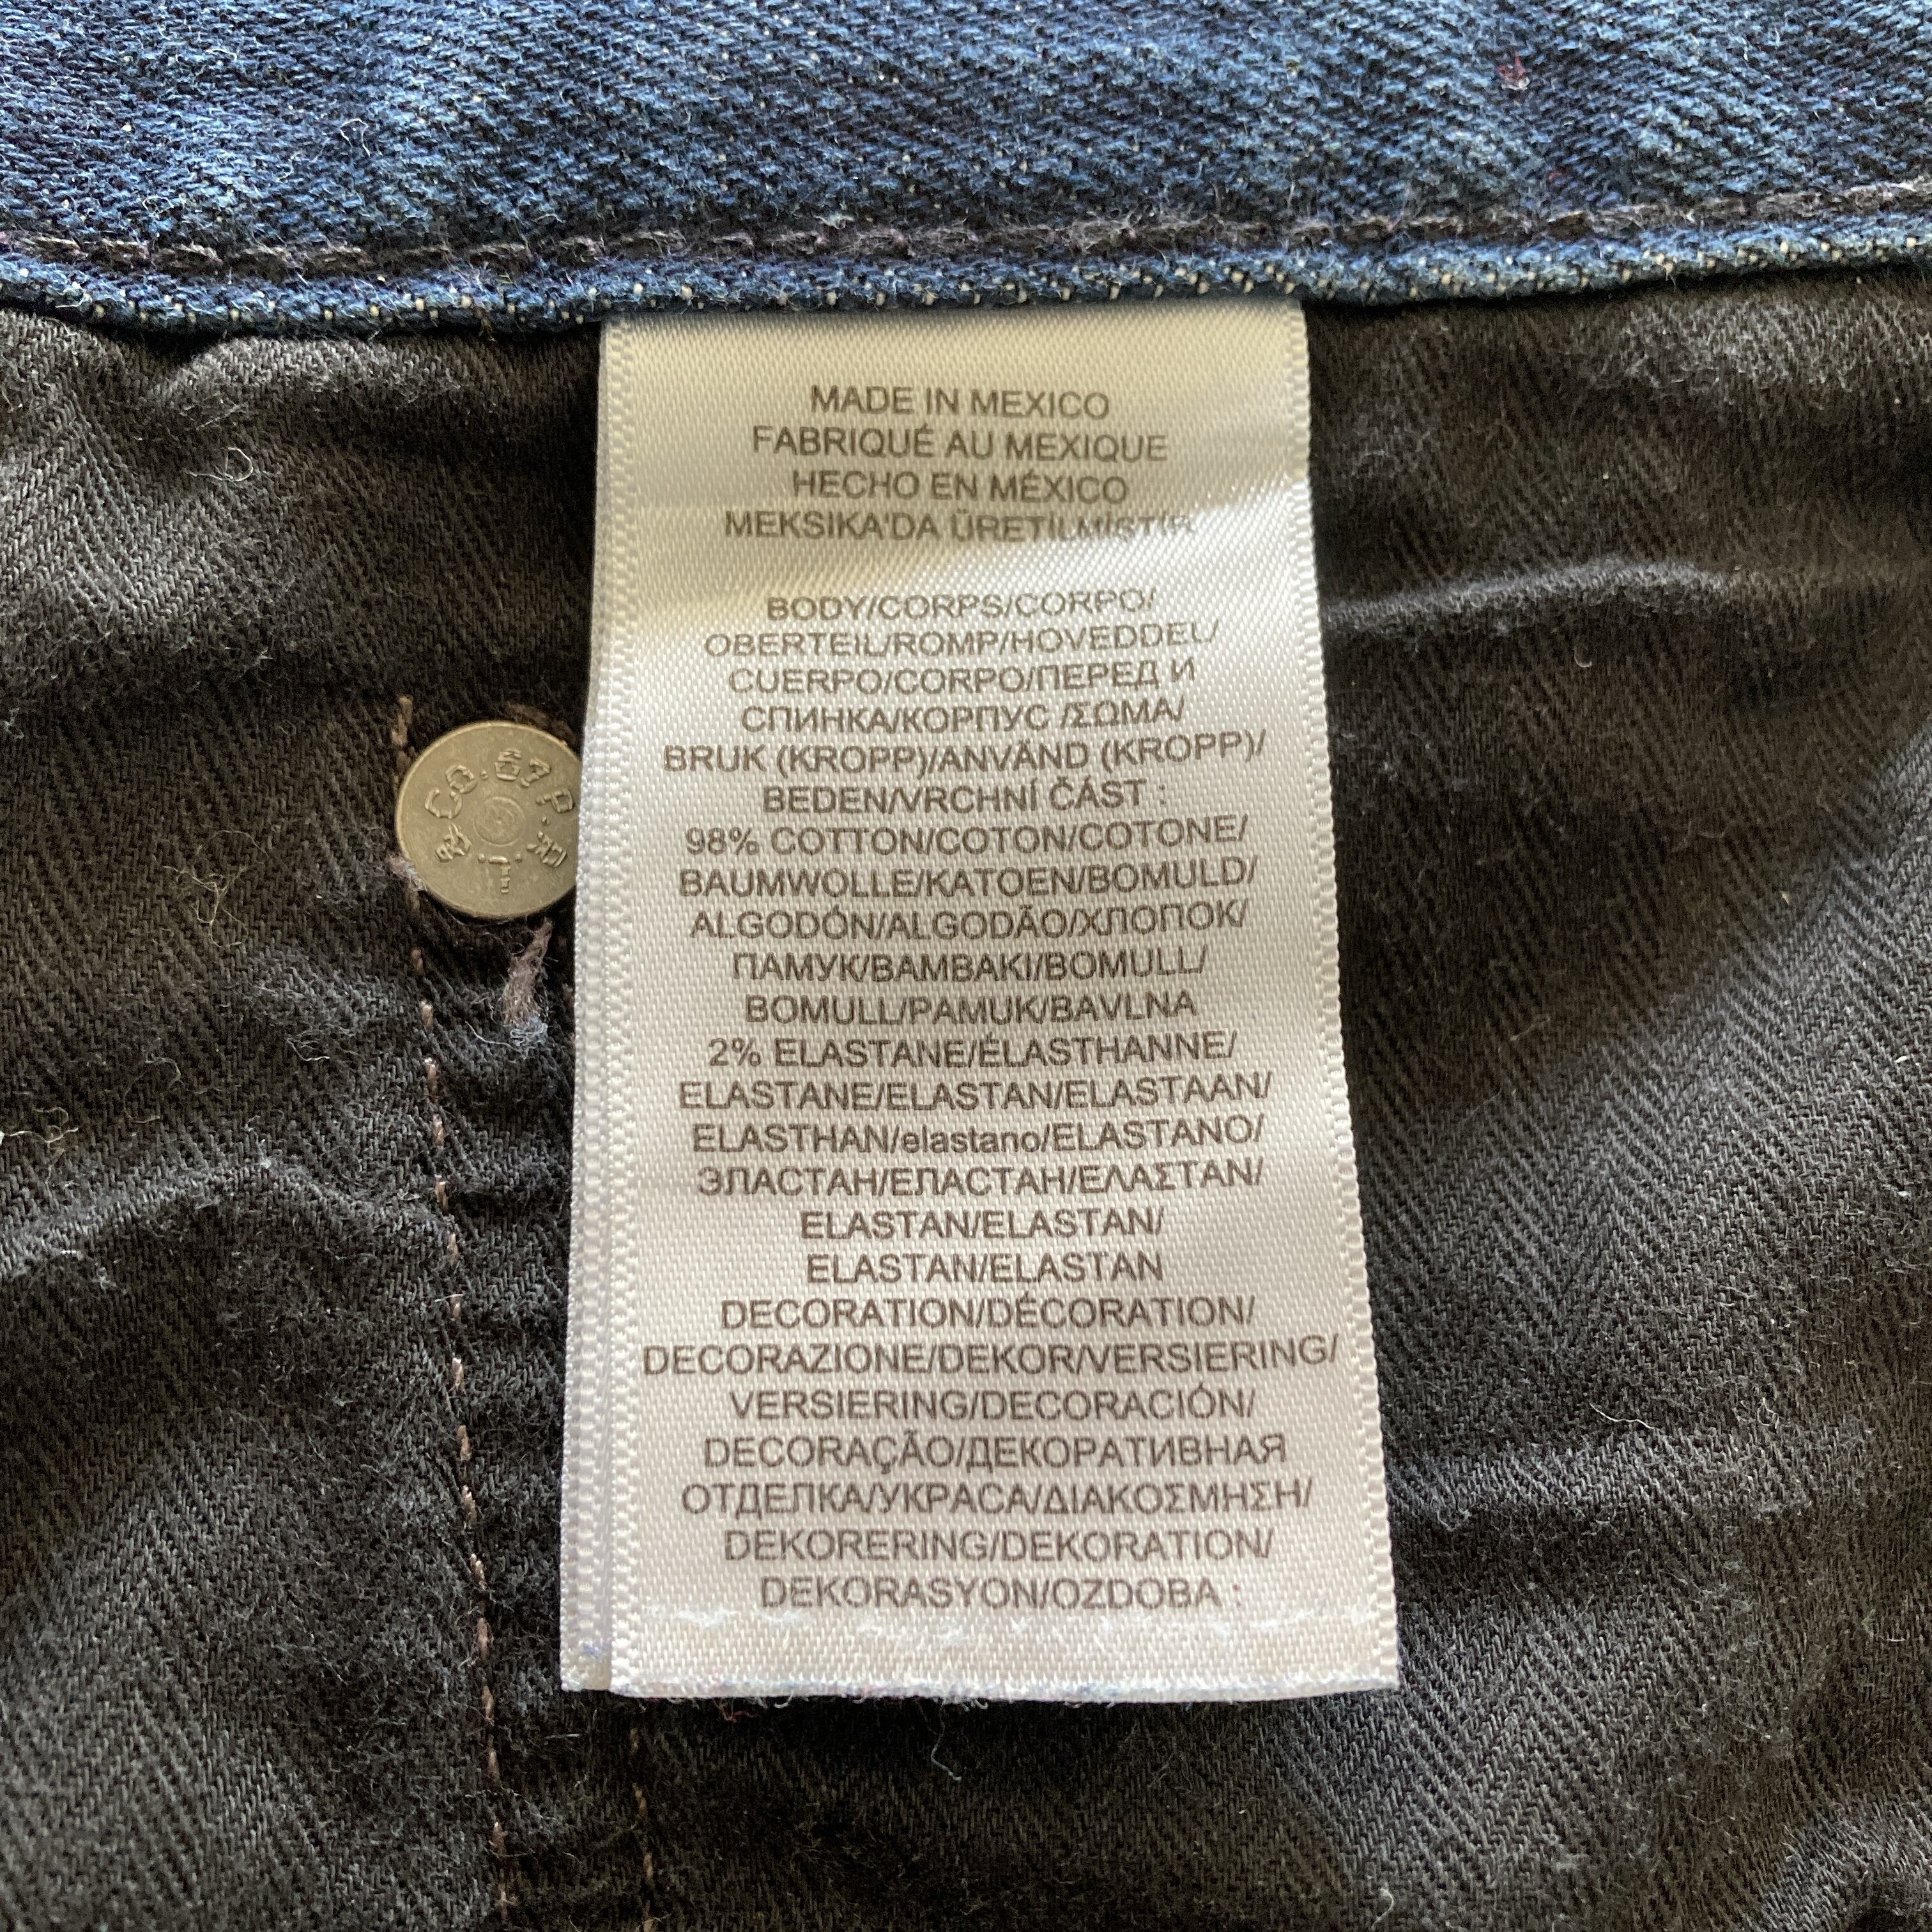 MADE IN MEXICO
FABRIQUÉ AU MEXIQUE
HECHO EN MÉXICO
MEKSIKA'DA ÜRETİLMİŞTİR
BODY/CORPS/CORPO/
OBERTEIL/ROMP/HOVEDDEL/
CUERPO/CORPO/ПЕРЕД И
СПИНКА/КОРПУС /ΣΩΜΑ/
BRUK (KROPP)/ANVÄND (KROPP)/
BEDEN/VRCHNÍ ČÁST :
98% COTTON/COTON/COTONE/
BAUMWOLLE/KATOEN/BOMULD/
ALGODÓN/ALGODÃO/ХЛОПОК/
ПАМУК/ΒΑΜΒΑΚΙ/BOMULL/
BOMULL/PAMUK/BAVLNA
2% ELASTANE/ÉLASTHANNE/
ELASTANE/ELASTAN/ELASTAAN/
ELASTHAN/elastano/ELASTANO/
ЭЛАСТАН/ЕЛАСТАН/ΕΛΑΣΤΑΝ/
ELASTAN/ELASTAN/
ELASTAN/ELASTAN
DECORATION/DÉCORATION/
DECORAZIONE/DEKOR/VERSIERING/
VERSIERING/DECORACIÓN/
DECORAÇÃO/ДЕКОРАТИВНАЯ
ОТДЕЛКА/УКРАСА/ΔΙΑΚΟΣΜΗΣΗ/
DEKORERING/DEKORATION/
DEKORASYON/OZDOBA :